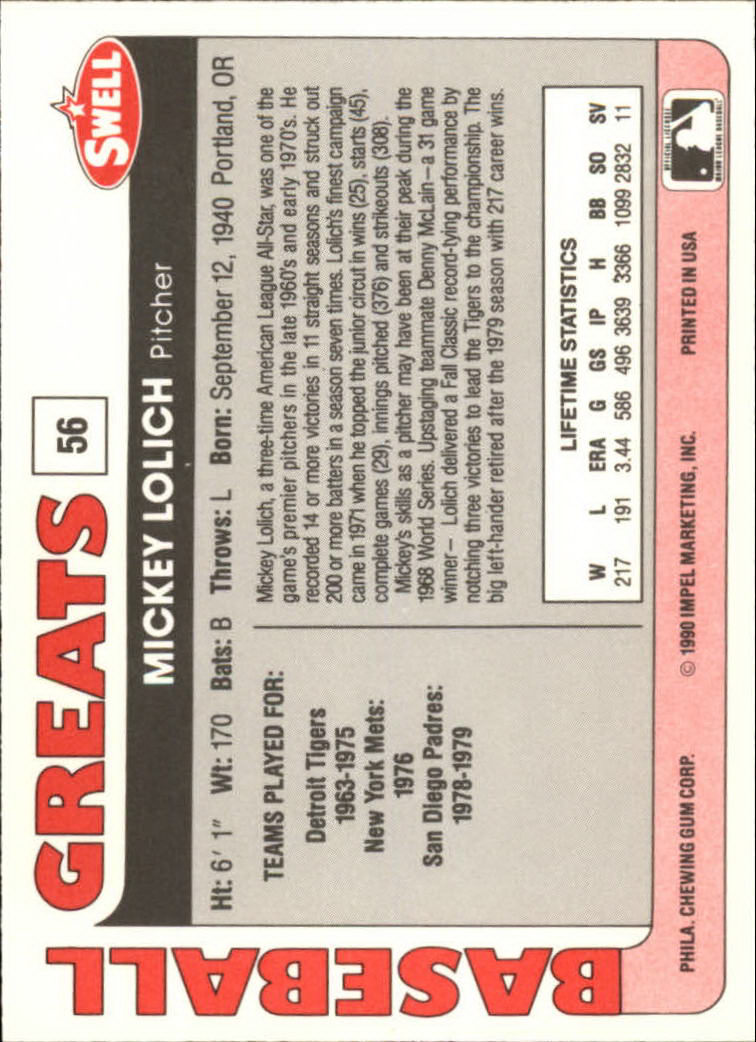 BASEBALL
GREATS
56
SWELL
MICKEY LOLICH Pitcher
Ht: 6' 1" Wt: 170 Bats: B Throws: L Born: September 12, 1940 Portland, OR
TEAMS PLAYED FOR:
Detroit Tigers
1963-1975
New York Mets:
1976
San Diego Padres:
1978-1979
Mickey Lolich, a three-time American League All-Star, was one of the
game's premier pitchers in the late 1960's and early 1970's. He
recorded 14 or more victories in 11 straight seasons and struck out
200 or more batters in a season seven times. Lolich's finest campaign
came in 1971 when he topped the junior circut in wins (25), starts (45),
complete games (29), innings pitched (376) and strikeouts (308).
Mickey's skills as a pitcher may have been at their peak during the
1968 World Series. Upstaging teammate Denny McLain—a 31 game
winner— Lolich delivered a Fall Classic record-tying performance by
notching three victories to lead the Tigers to the championship. The
big left-hander retired after the 1979 season with 217 career wins.
LIFETIME STATISTICS
W L ERA G GS IP H BB SO SV
217 191 3.44 586 496 3639 3366 1099 2832 11
PHILA. CHEWING GUM CORP. © 1990 IMPEL MARKETING, INC. PRINTED IN USA
OFFICIAL LICENSEE
MAJOR LEAGUE BASEBALL